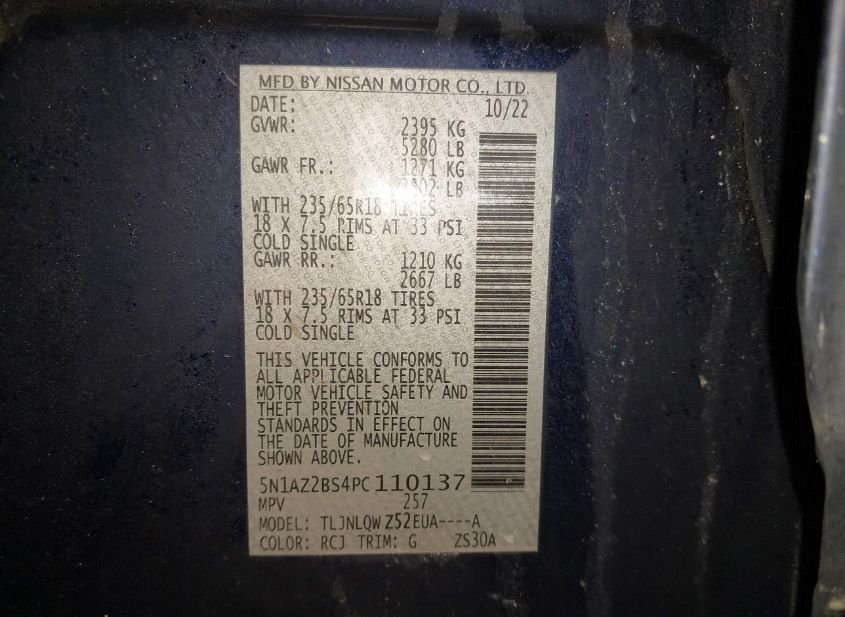 MFD BY NISSAN MOTOR CO., LTD.
DATE: 10/22
GVWR: 2395 KG
5280 LB
GAWR FR.: 1271 KG
LB
WITH 235/65R18 TIRES
18 X 7.5 RIMS AT 33 PSI
COLD SINGLE
GAWR RR.: 1210 KG
2667 LB
WITH 235/65R18 TIRES
18 X 7.5 RIMS AT 33 PSI
COLD SINGLE
THIS VEHICLE CONFORMS TO
ALL APPLICABLE FEDERAL
MOTOR VEHICLE SAFETY AND
THEFT PREVENTION
STANDARDS IN EFFECT ON
THE DATE OF MANUFACTURE
SHOWN ABOVE.
5N1AZ2BS4PC110137
MPV 257
MODEL: TLJNLQW Z52EUA----A
COLOR: RCJ TRIM: G ZS30A